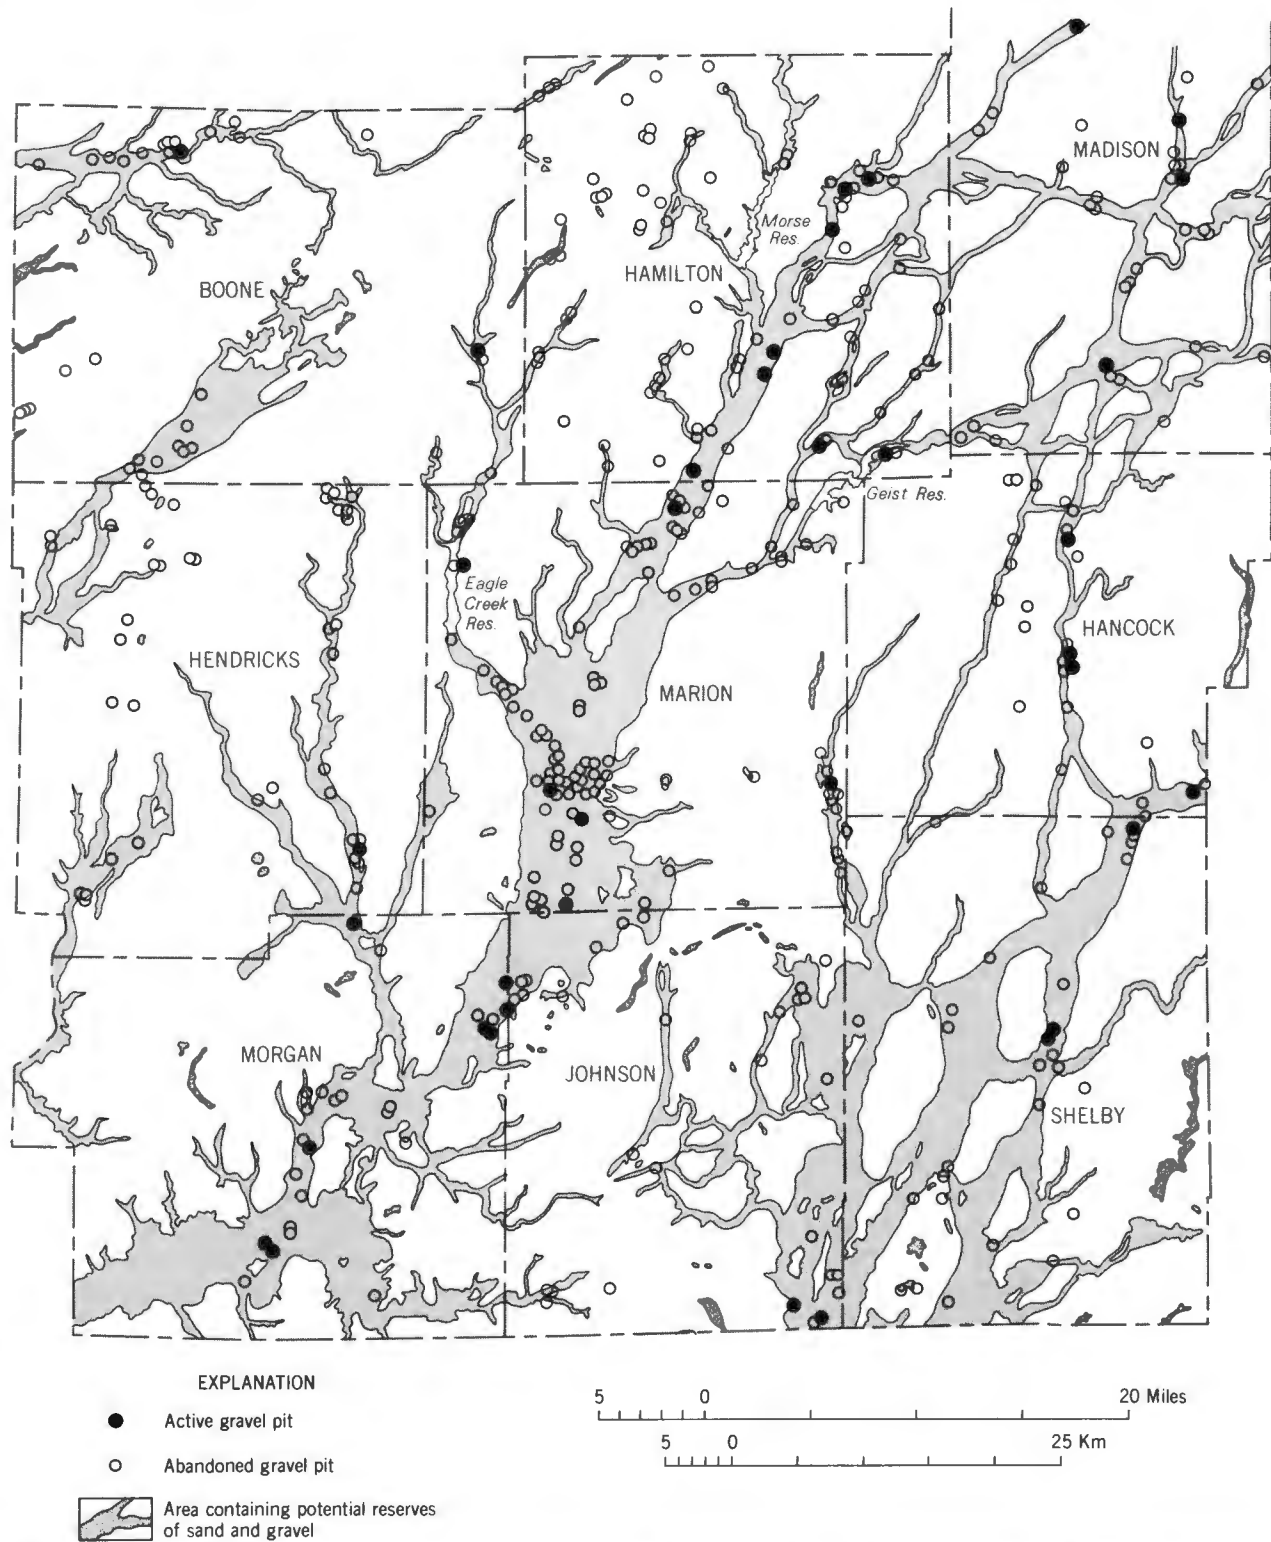 MADISON
Morse
Res.
HAMILTON
BOONE
Geist Res.
Eagle
Creek
Res.
HANCOCK
HENDRICKS
MARION
MORGAN
JOHNSON
SHELBY
EXPLANATION
Active gravel pit
Abandoned gravel pit
Area containing potential reserves
of sand and gravel
5 0 20 Miles
5 0 25 Km